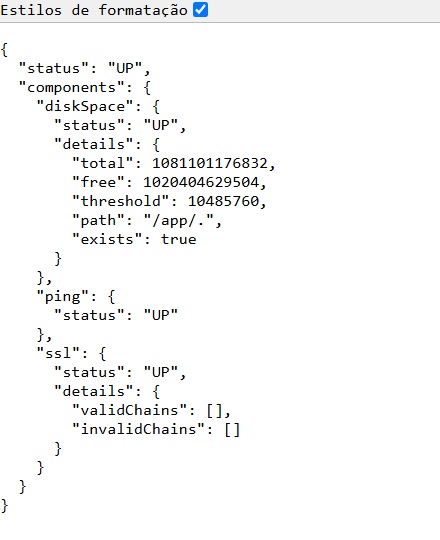 Estilos de formatação
{
  "status": "UP",
  "components": {
    "diskSpace": {
      "status": "UP",
      "details": {
        "total": 1081101176832,
        "free": 1020404629504,
        "threshold": 10485760,
        "path": "/app/.",
        "exists": true
      }
    },
    "ping": {
      "status": "UP"
    },
    "ssl": {
      "status": "UP",
      "details": {
        "validChains": [],
        "invalidChains": []
      }
    }
  }
}